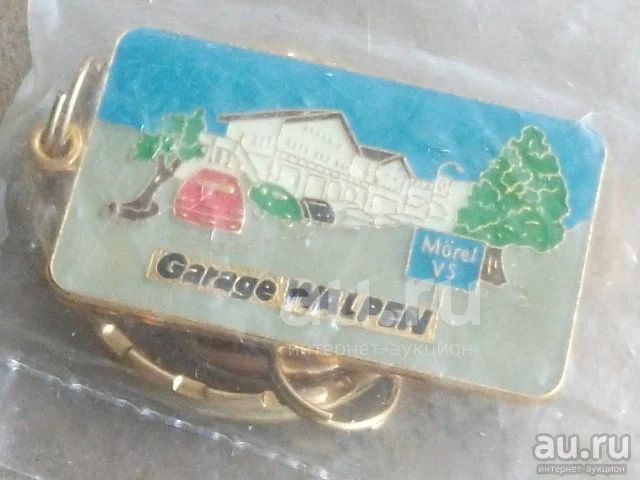 Mörel
VS
Garage WALPEN
au.ru
интернет-аукцион
au.ru
интернет-аукцион